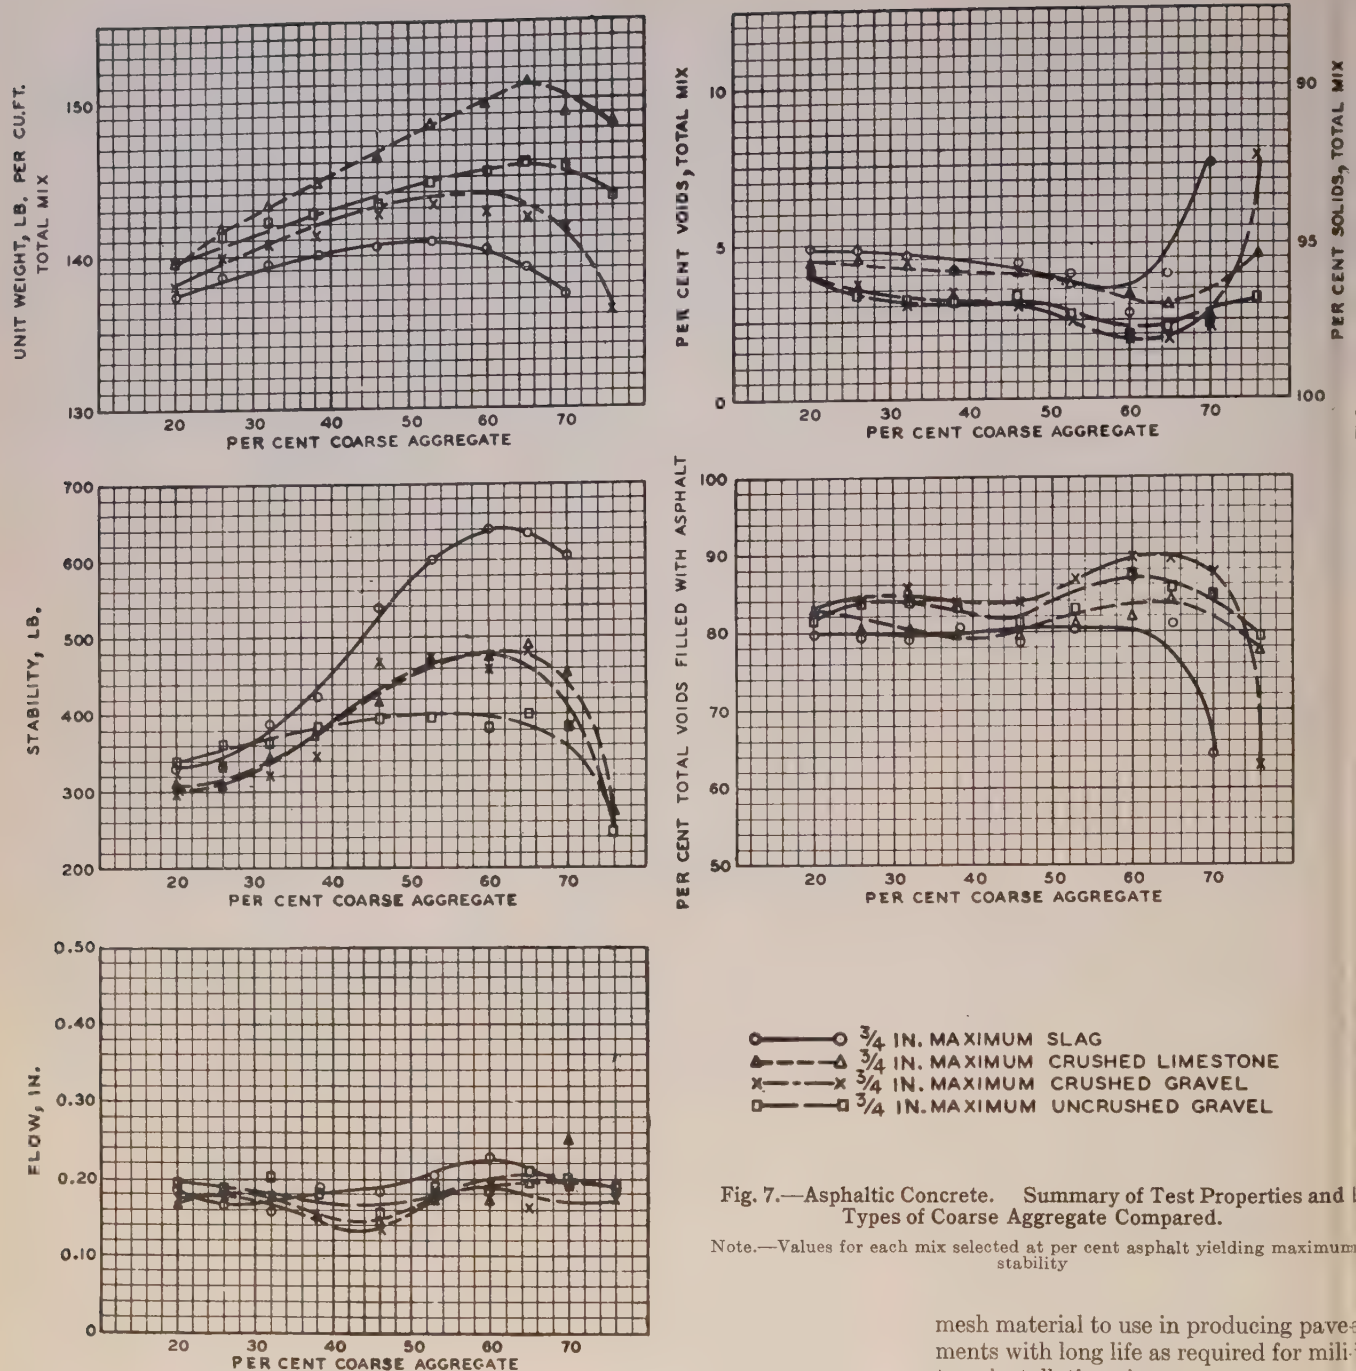 UNIT WEIGHT, LB. PER CU.FT.
TOTAL MIX
150
140
130
20 30 40 50 60 70
PER CENT COARSE AGGREGATE
PER CENT VOIDS, TOTAL MIX
10
5
0
20 30 40 50 60 70
PER CENT COARSE AGGREGATE
90
95
100
PER CENT SOLIDS, TOTAL MIX
STABILITY, LB.
700
600
500
400
300
200
20 30 40 50 60 70
PER CENT COARSE AGGREGATE
PER CENT TOTAL VOIDS FILLED WITH ASPHALT
100
90
80
70
60
50
20 30 40 50 60 70
PER CENT COARSE AGGREGATE
FLOW, IN.
0.50
0.40
0.30
0.20
0.10
0
20 30 40 50 60 70
PER CENT COARSE AGGREGATE
3/4 IN. MAXIMUM SLAG
3/4 IN. MAXIMUM CRUSHED LIMESTONE
3/4 IN. MAXIMUM CRUSHED GRAVEL
3/4 IN. MAXIMUM UNCRUSHED GRAVEL
Fig. 7.—Asphaltic Concrete. Summary of Test Properties and
Types of Coarse Aggregate Compared.
Note.—Values for each mix selected at per cent asphalt yielding maximum
stability
mesh material to use in producing pave-
ments with long life as required for mili-